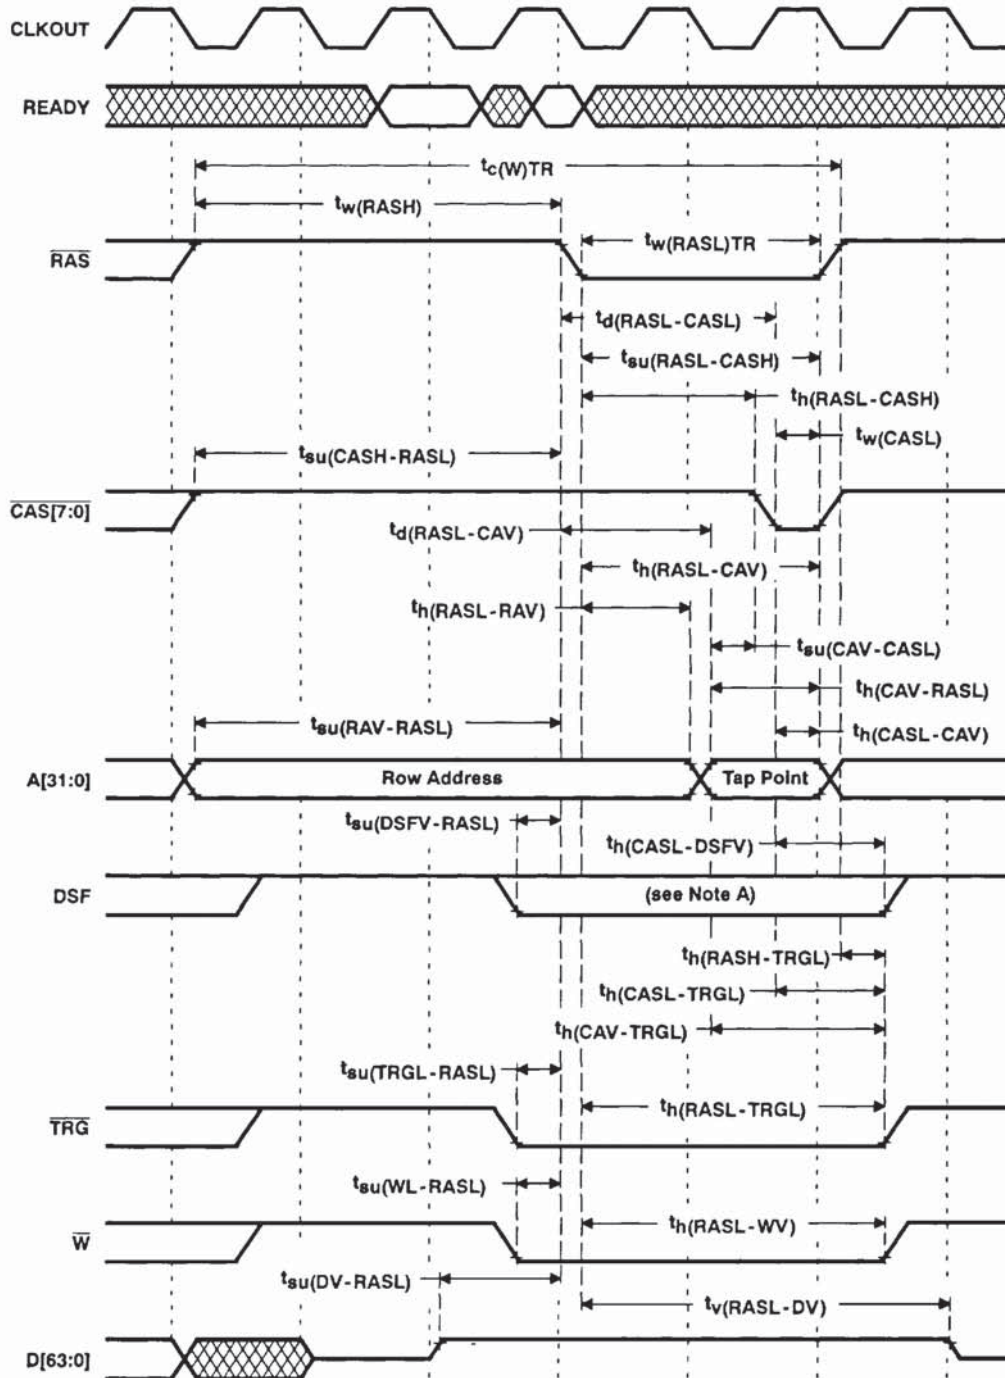 CLKOUT
READY
tc(W)TR
tw(RASH)
RAS
tw(RASL)TR
td(RASL-CASL)
tsu(RASL-CASH)
th(RASL-CASH)
tw(CASL)
tsu(CASH-RASL)
CAS[7:0]
td(RASL-CAV)
th(RASL-CAV)
th(RASL-RAV)
tsu(CAV-CASL)
th(CAV-RASL)
tsu(RAV-RASL)
th(CASL-CAV)
A[31:0] Row Address Tap Point
tsu(DSFV-RASL)
th(CASL-DSFV)
DSF (see Note A)
th(RASH-TRGL)
th(CASL-TRGL)
th(CAV-TRGL)
tsu(TRGL-RASL)
th(RASL-TRGL)
TRG
tsu(WL-RASL)
th(RASL-WV)
W
tsu(DV-RASL)
tv(RASL-DV)
D[63:0]